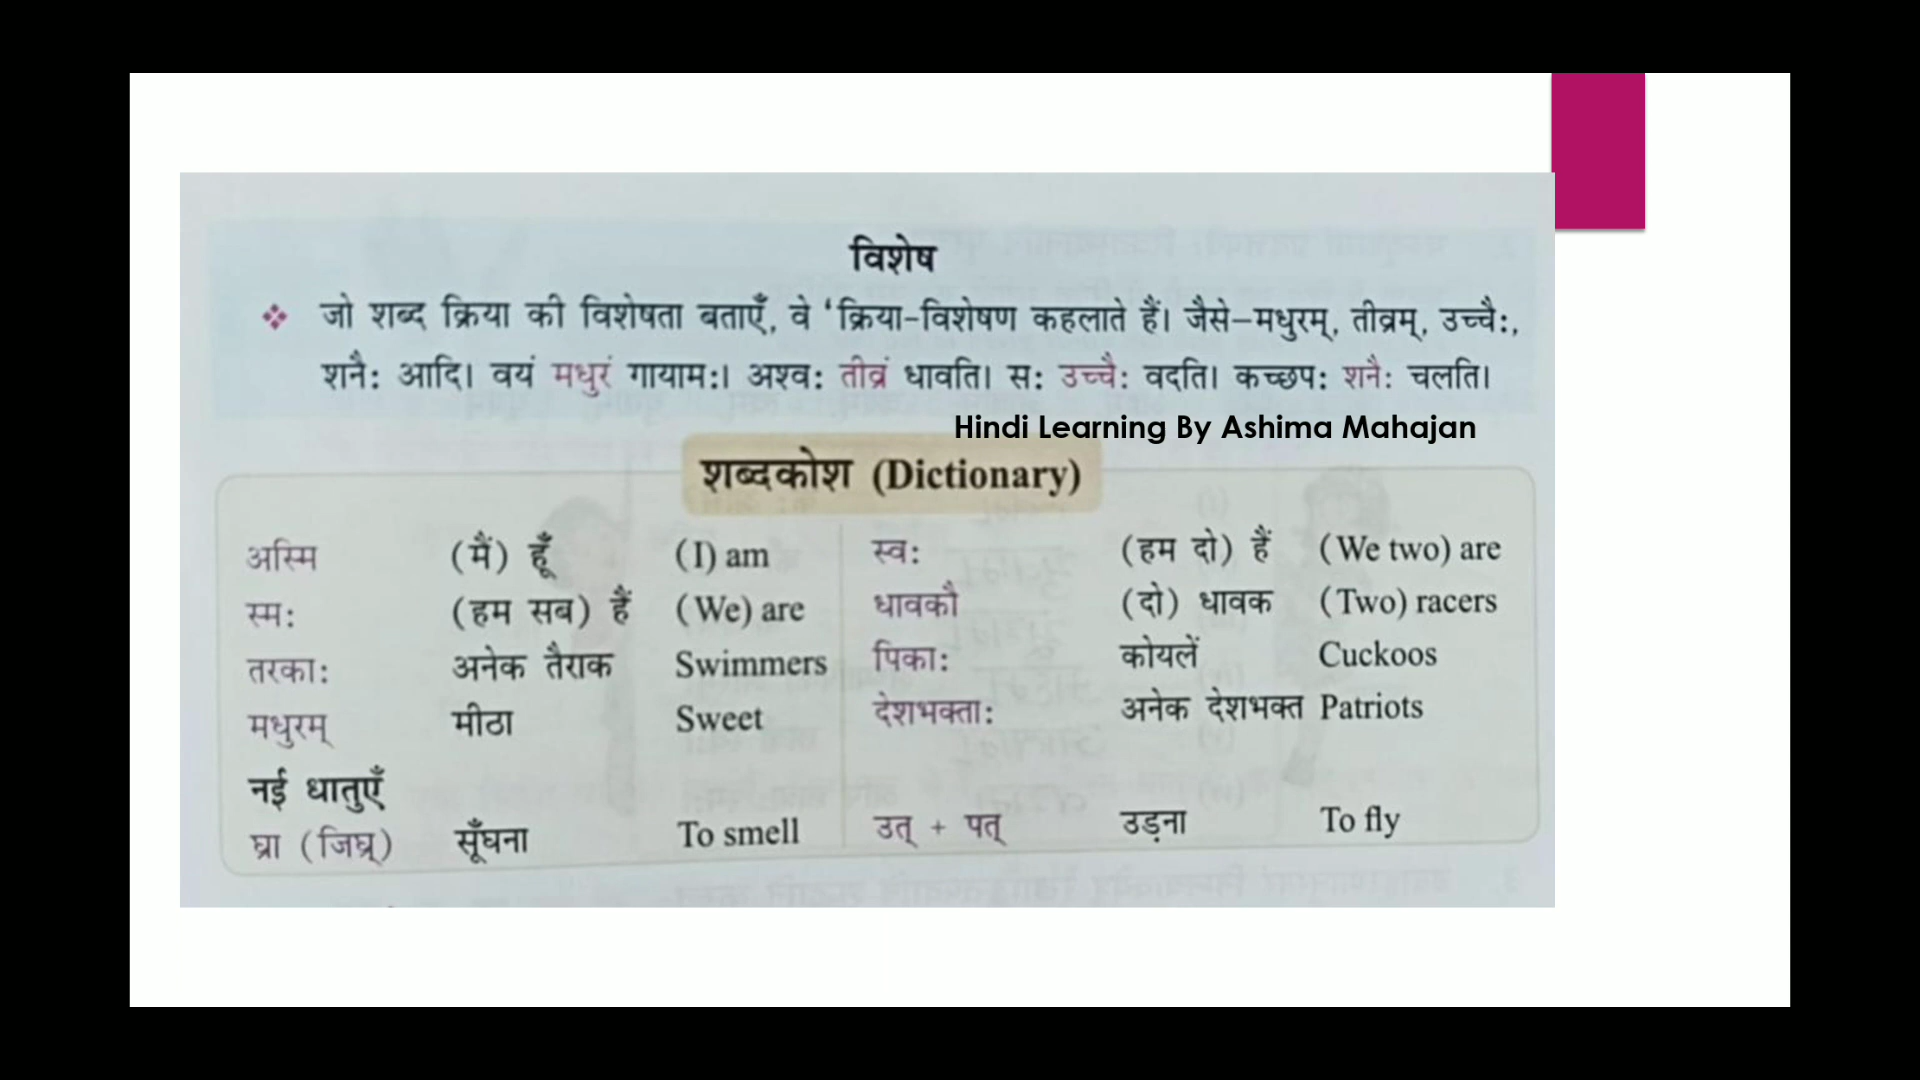 विशेष
❖ जो शब्द क्रिया की विशेषता बताएँ, वे ‘क्रिया-विशेषण कहलाते हैं। जैसे–मधुरम्, तीव्रम्, उच्चैः,
शनैः आदि। वयं मधुरं गायामः। अश्वः तीव्रं धावति। सः उच्चैः वदति। कच्छपः शनैः चलति।
Hindi Learning By Ashima Mahajan
शब्दकोश (Dictionary)
अस्मि (मैं) हूँ (I) am स्वः (हम दो) हैं (We two) are
स्मः (हम सब) हैं (We) are धावकौ (दो) धावक (Two) racers
तरकाः अनेक तैराक Swimmers पिकाः कोयलें Cuckoos
मधुरम् मीठा Sweet देशभक्ताः अनेक देशभक्त Patriots
नई धातुएँ
घ्रा (जिघ्र्) सूँघना To smell उत् + पत् उड़ना To fly